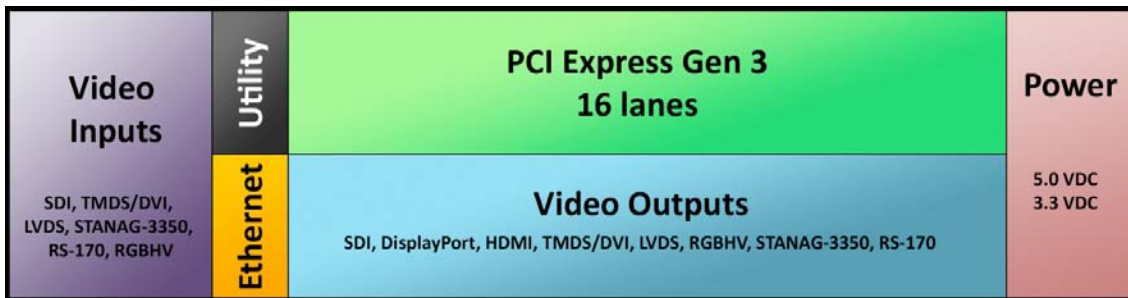 Video
Inputs
SDI, TMDS/DVI,
LVDS, STANAG-3350,
RS-170, RGBHV
Utility
Ethernet
PCI Express Gen 3
16 lanes
Video Outputs
SDI, DisplayPort, HDMI, TMDS/DVI, LVDS, RGBHV, STANAG-3350, RS-170
Power
5.0 VDC
3.3 VDC